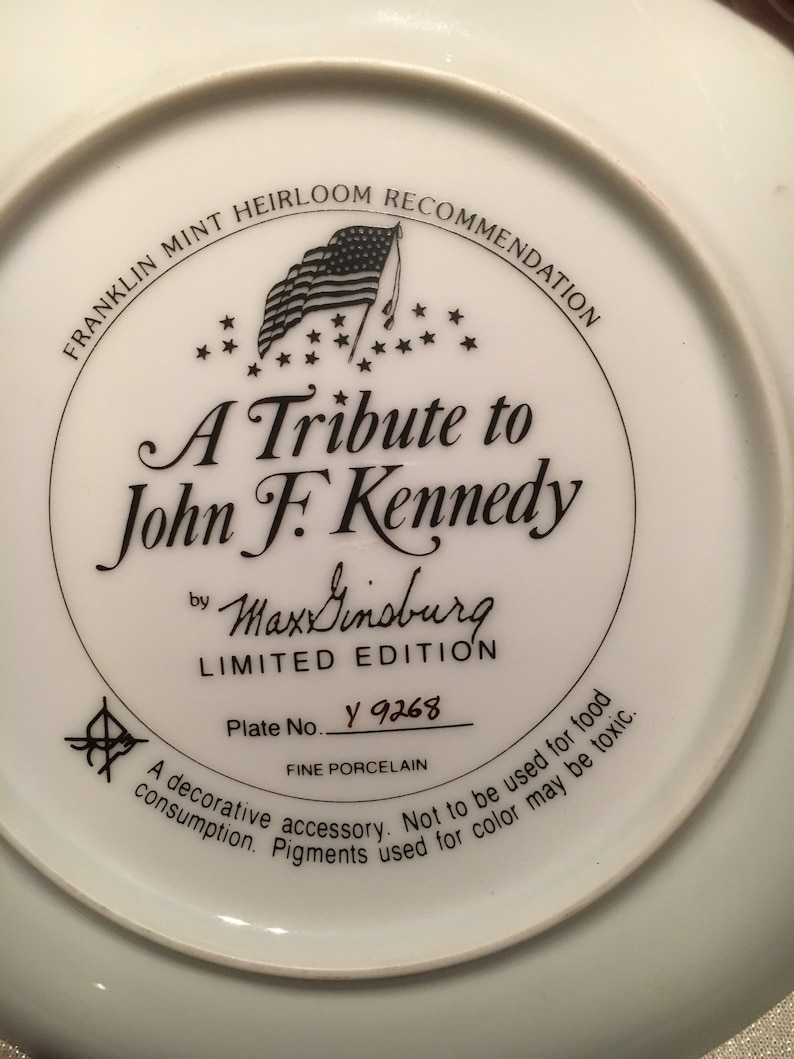 FRANKLIN MINT HEIRLOOM RECOMMENDATION
A Tribute to
John F. Kennedy
by Max Ginsburg
LIMITED EDITION
Plate No. Y 9268
FINE PORCELAIN
A decorative accessory. Not to be used for food
consumption. Pigments used for color may be toxic.